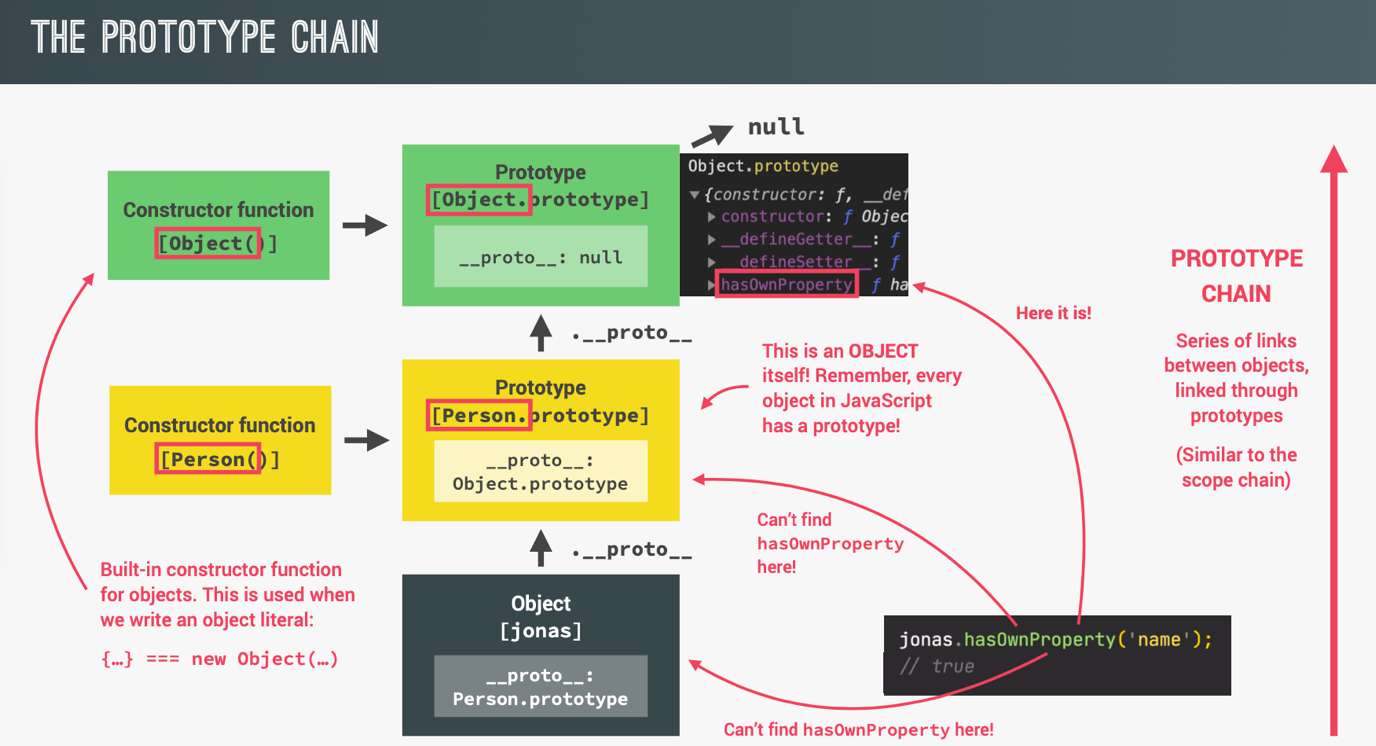 THE PROTOTYPE CHAIN
null
Constructor function
[Object()]
Prototype
[Object.prototype]
__proto__: null
Object.prototype
▼{constructor: ƒ, __def
▶constructor: ƒ Objec
▶__defineGetter__: ƒ
▶__defineSetter__: ƒ
▶hasOwnProperty ƒ ha
Here it is!
.__proto__
Constructor function
[Person()]
Prototype
[Person.prototype]
__proto__:
Object.prototype
This is an OBJECT
itself! Remember, every
object in JavaScript
has a prototype!
Can't find
hasOwnProperty
here!
.__proto__
Built-in constructor function
for objects. This is used when
we write an object literal:
{…} === new Object(…)
Object
[jonas]
__proto__:
Person.prototype
jonas.hasOwnProperty('name');
// true
Can't find hasOwnProperty here!
PROTOTYPE
CHAIN
Series of links
between objects,
linked through
prototypes
(Similar to the
scope chain)